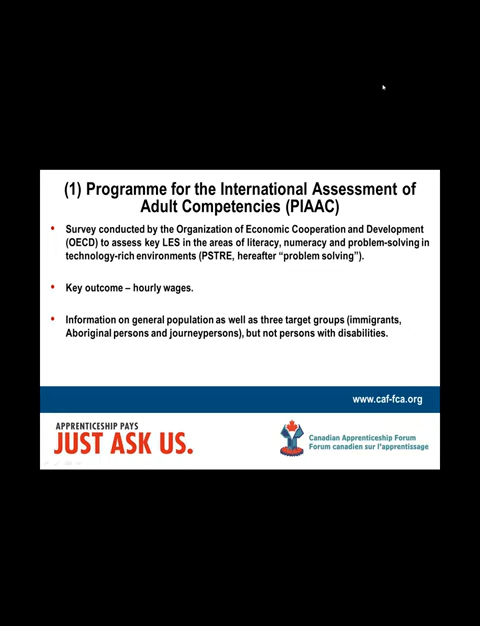 (1) Programme for the International Assessment of
Adult Competencies (PIAAC)
• Survey conducted by the Organization of Economic Cooperation and Development
(OECD) to assess key LES in the areas of literacy, numeracy and problem-solving in
technology-rich environments (PSTRE, hereafter “problem solving”).
• Key outcome – hourly wages.
• Information on general population as well as three target groups (immigrants,
Aboriginal persons and journeypersons), but not persons with disabilities.
www.caf-fca.org
APPRENTICESHIP PAYS
JUST ASK US.
Canadian Apprenticeship Forum
Forum canadien sur l'apprentissage